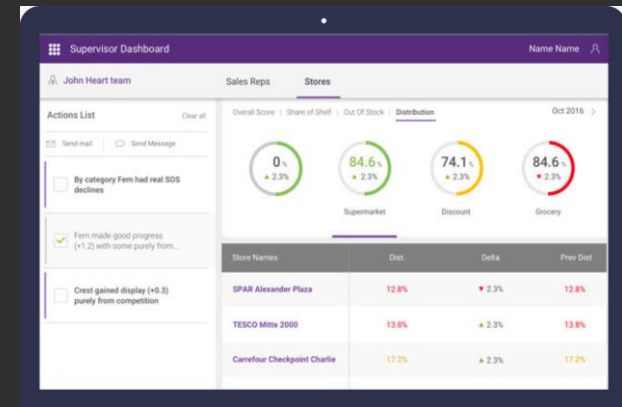 Supervisor Dashboard
Name Name
John Heart team
Sales Reps
Stores
Actions List
Clear all
Send mail
Send Message
By category Fem had real SOS
declines
Fem made good progress
(+1.2) with some purely from...
Crest gained display (+0.3)
purely from competition
Overall Score | Share of Shelf | Out Of Stock | Distribution
Oct 2016 >
0 %
▲ 2.3%
84.6 %
▲ 2.3%
Supermarket
74.1 %
▲ 2.3%
Discount
84.6 %
▼ 2.3%
Grocery
Store Names Dist. Delta Prev Dist
SPAR Alexander Plaza 12.8% ▼ 2.3% 12.8%
TESCO Mitte 2000 13.8% ▲ 2.3% 13.8%
Carrefour Checkpoint Charlie 17.2% ▲ 2.3% 17.2%